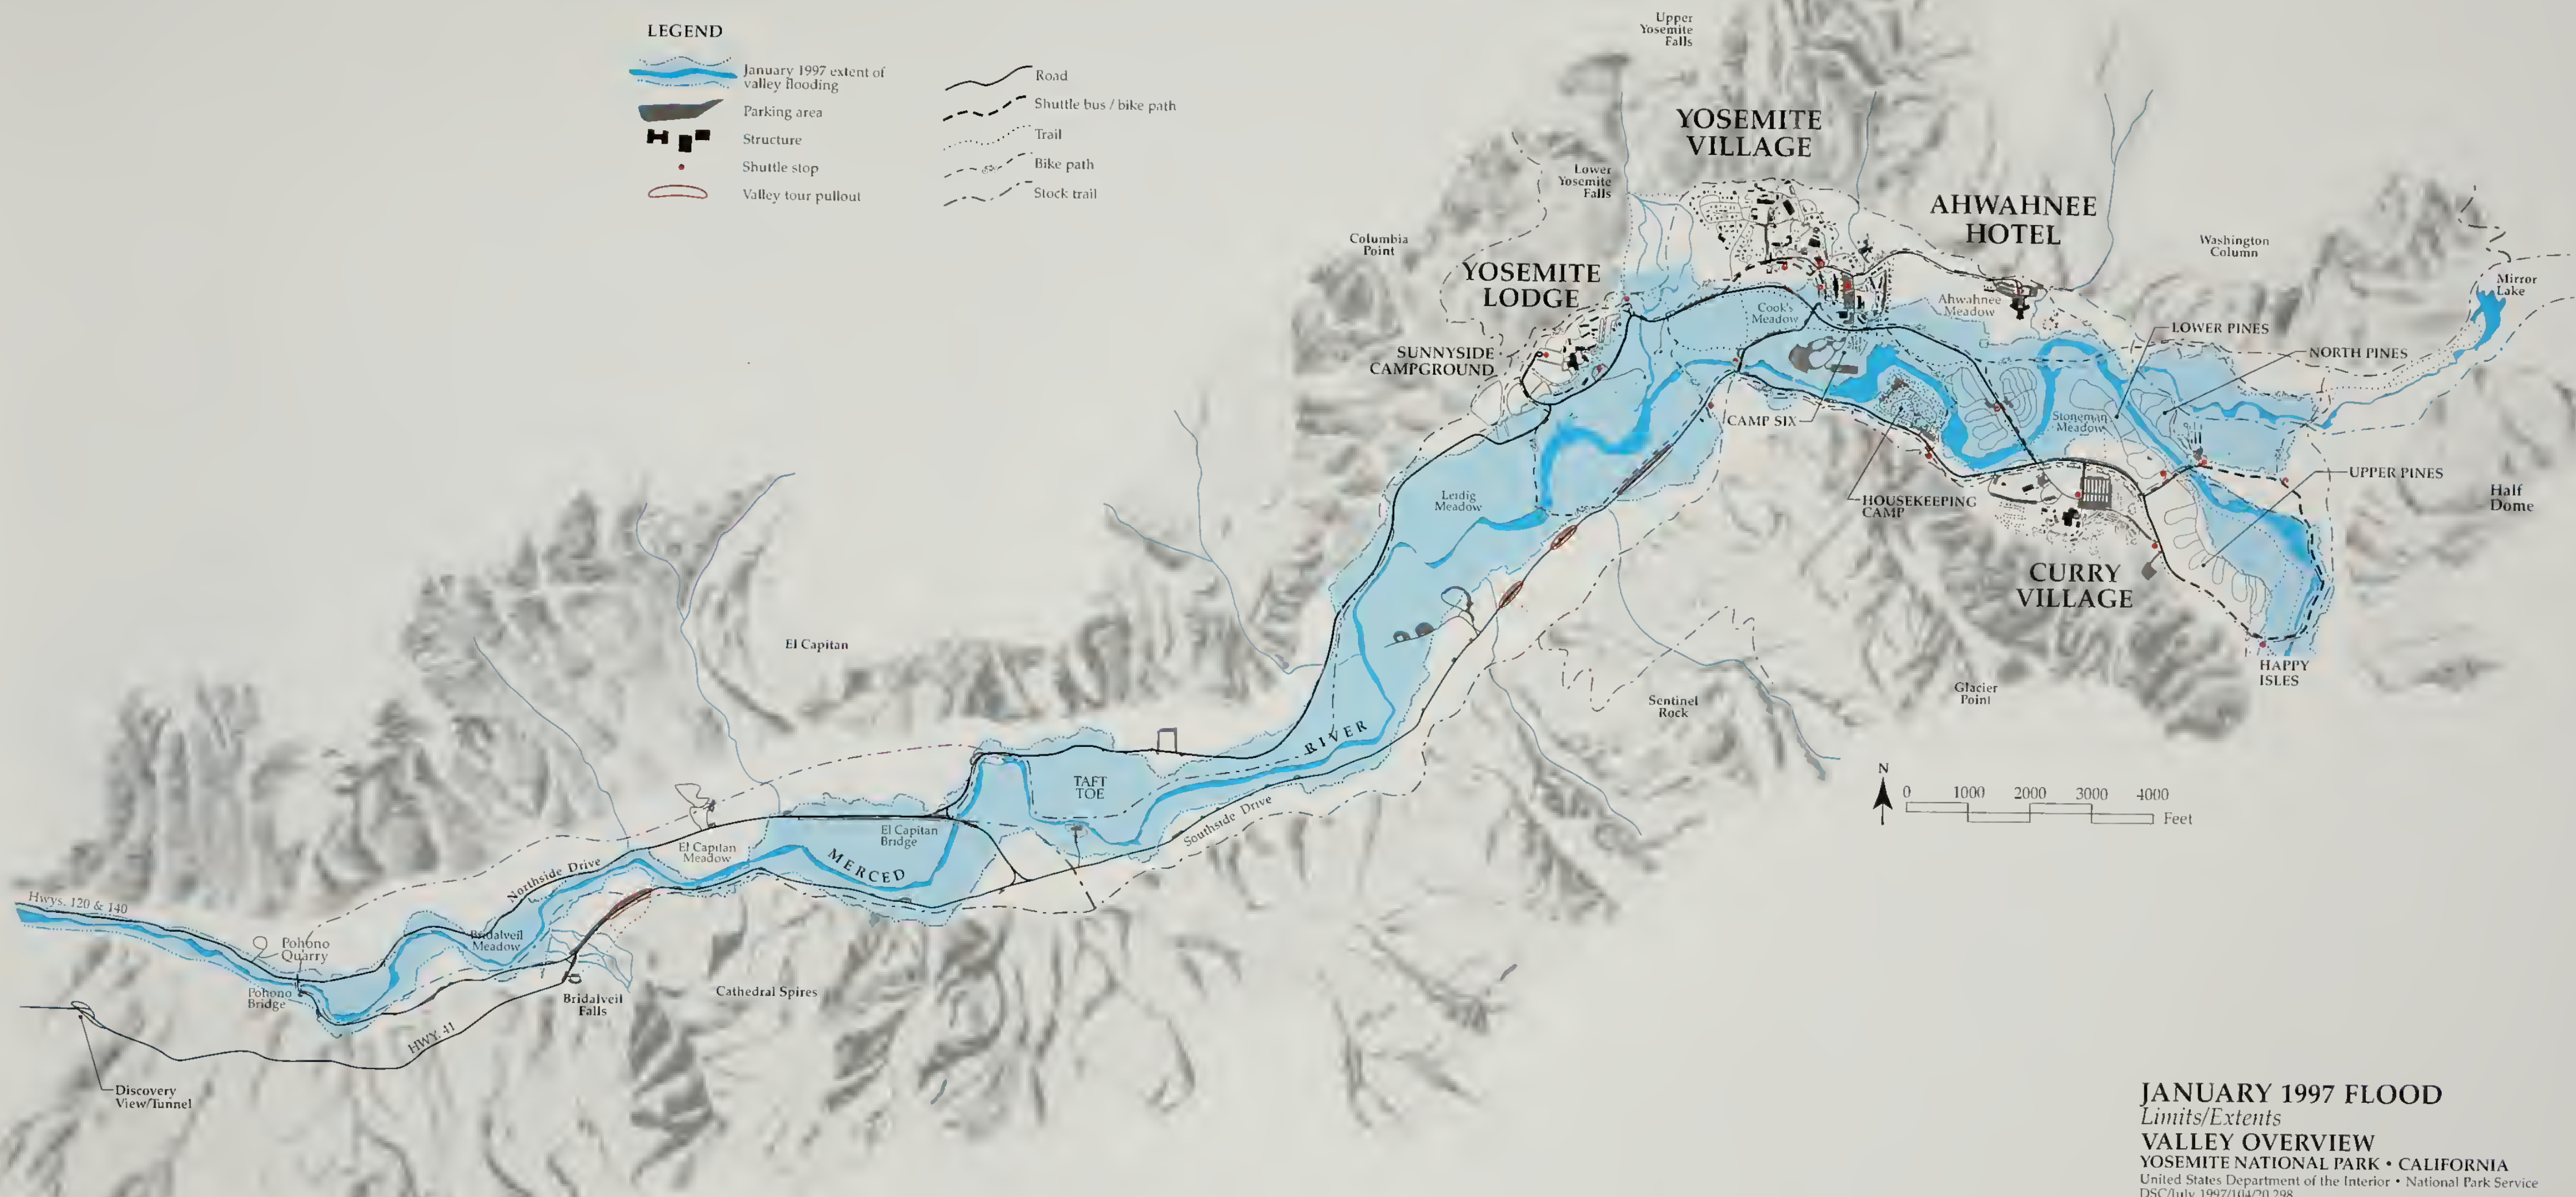 LEGEND
January 1997 extent of
valley flooding
Parking area
Structure
Shuttle stop
Valley tour pullout
Road
Shuttle bus / bike path
Trail
Bike path
Stock trail
Upper
Yosemite
Falls
YOSEMITE
VILLAGE
Lower
Yosemite
Falls
AHWAHNEE
HOTEL
Columbia
Point
Washington
Column
YOSEMITE
LODGE
Mirror
Lake
Cook's
Meadow
Ahwahnee
Meadow
LOWER PINES
NORTH PINES
SUNNYSIDE
CAMPGROUND
CAMP SIX
Stoneman
Meadow
UPPER PINES
Leidig
Meadow
HOUSEKEEPING
CAMP
Half
Dome
CURRY
VILLAGE
El Capitan
HAPPY
ISLES
Glacier
Point
Sentinel
Rock
RIVER
TAFT
TOE
N
0 1000 2000 3000 4000
Feet
Southside Drive
El Capitan
Bridge
El Capitan
Meadow
MERCED
Northside Drive
Hwys. 120 & 140
Bridalveil
Meadow
Pohono
Quarry
Pohono
Bridge
Bridalveil
Falls
Cathedral Spires
HWY. 41
Discovery
View/Tunnel
JANUARY 1997 FLOOD
Limits/Extents
VALLEY OVERVIEW
YOSEMITE NATIONAL PARK • CALIFORNIA
United States Department of the Interior • National Park Service
DSC/July 1997/104/20,298